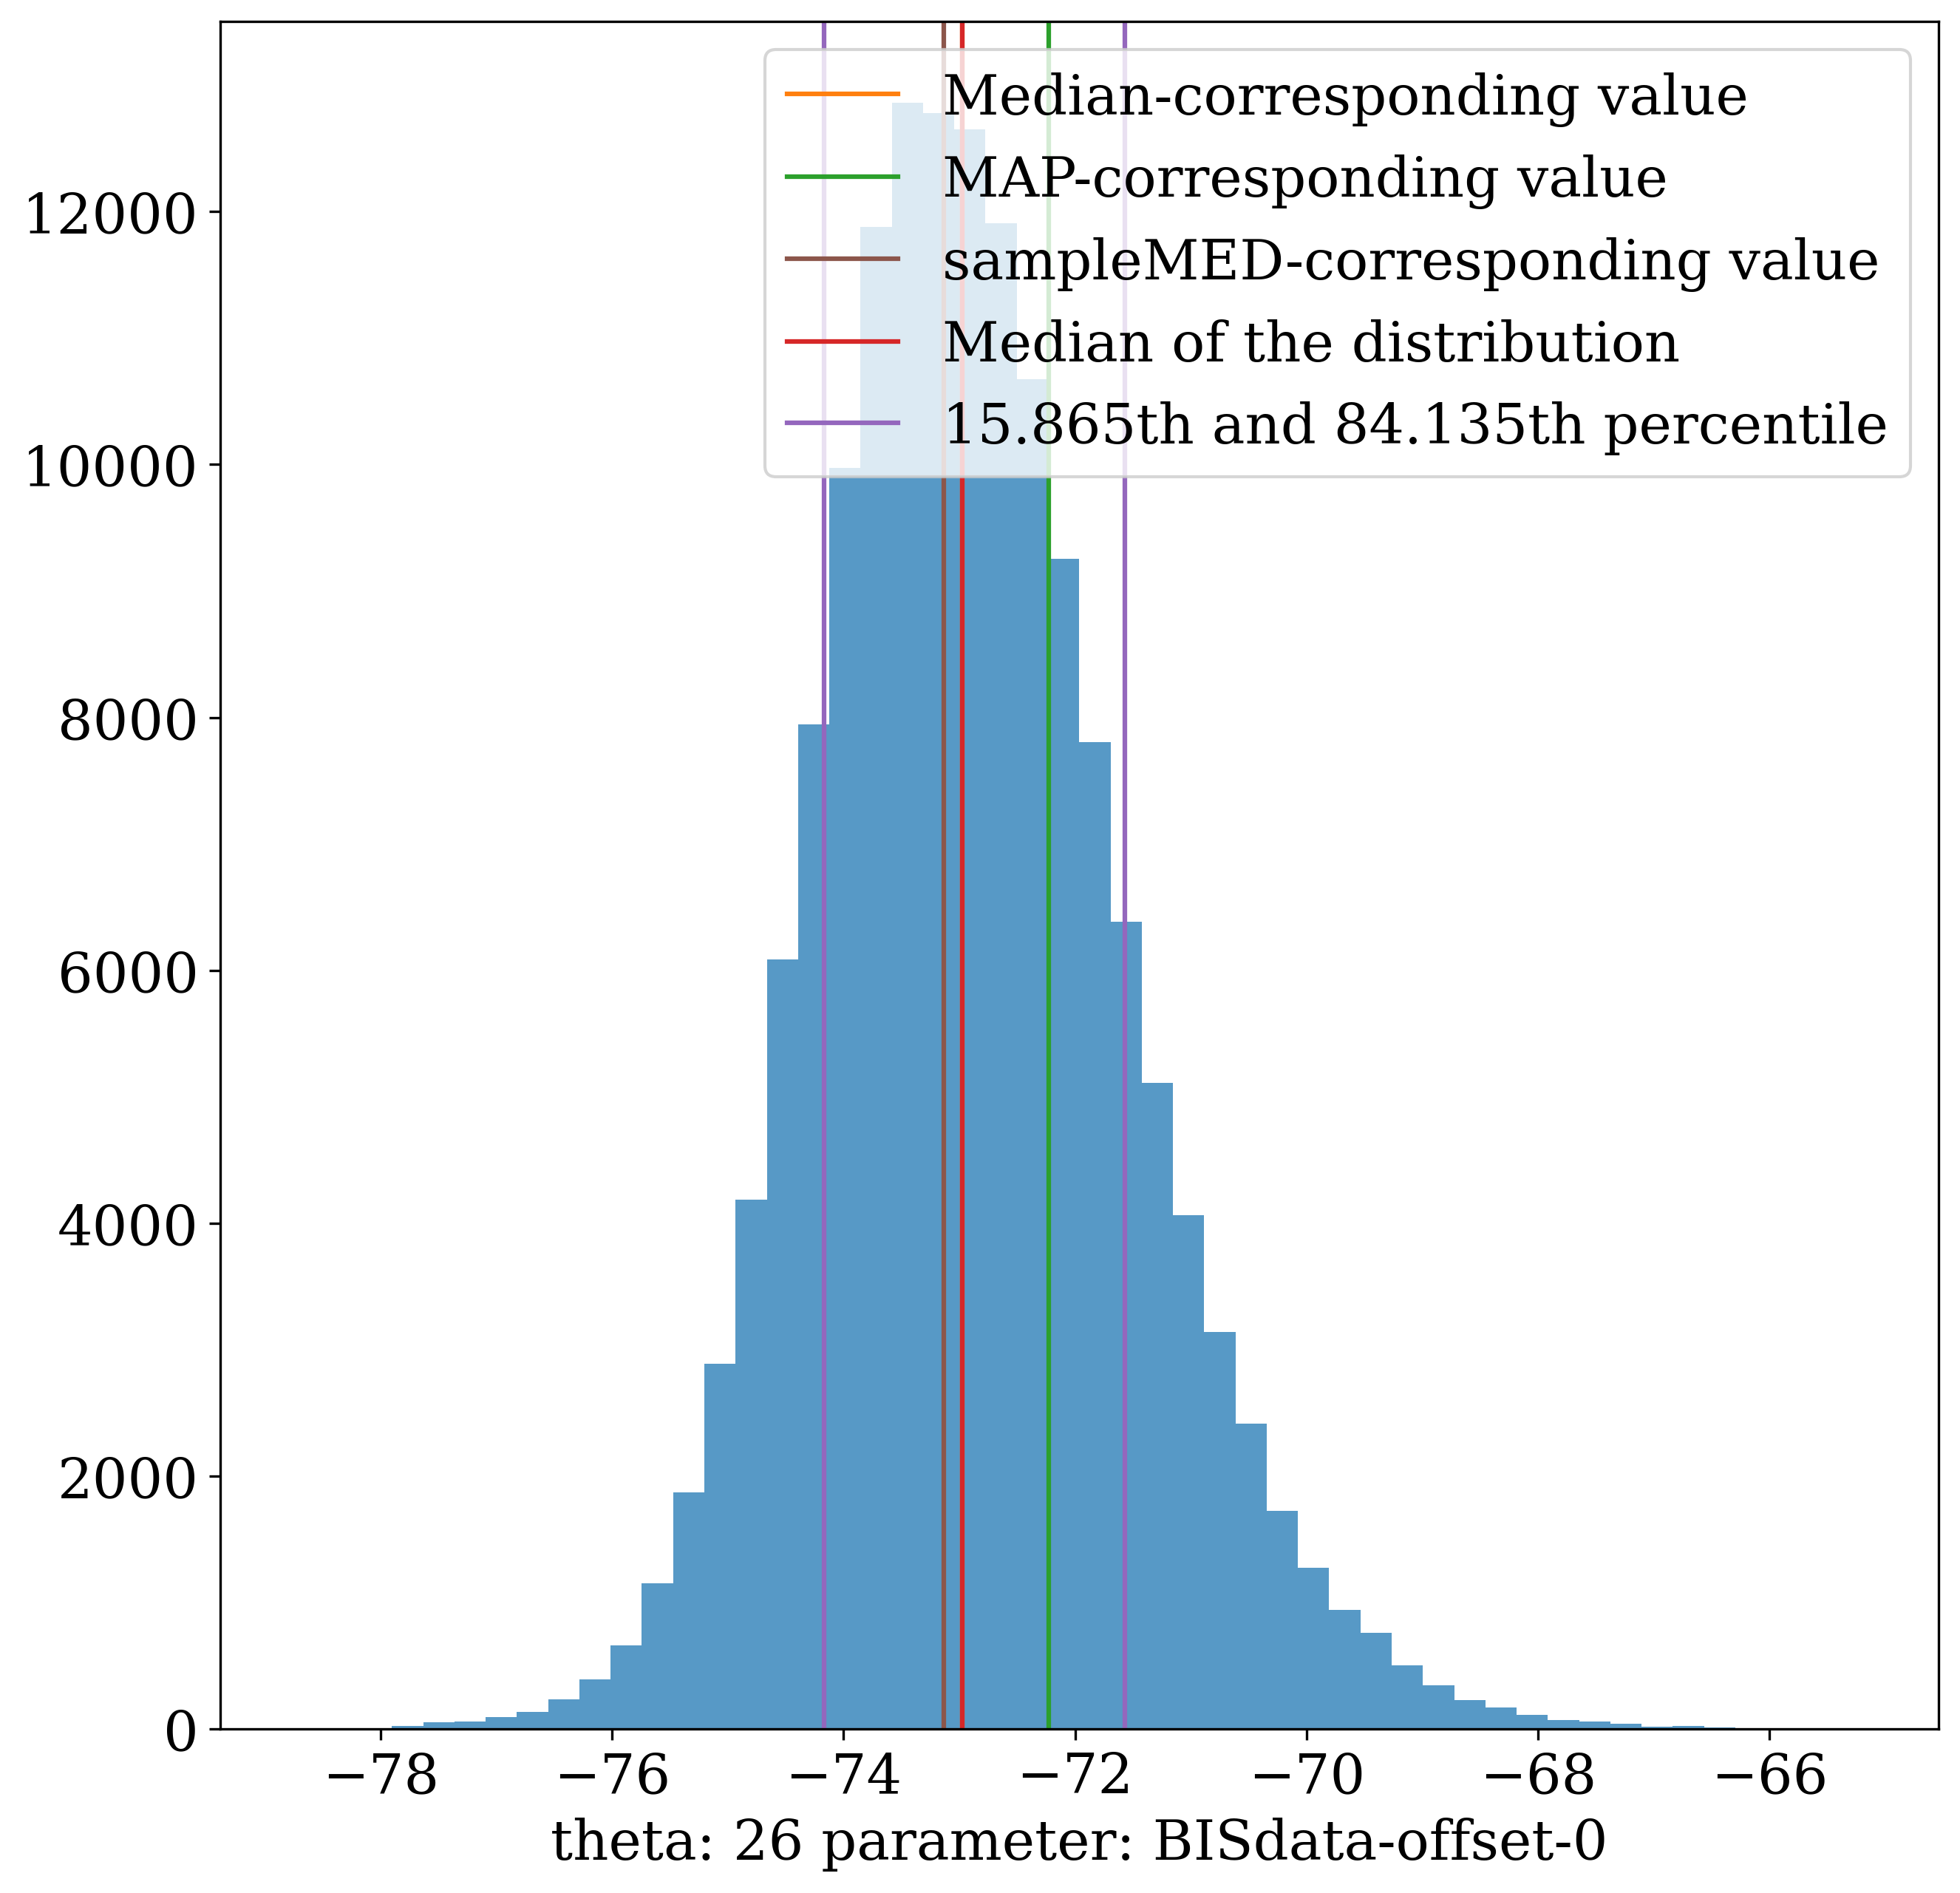 Median-corresponding value
MAP-corresponding value
sampleMED-corresponding value
Median of the distribution
15.865th and 84.135th percentile
12000
10000
8000
6000
4000
2000
0
−78 −76 −74 −72 −70 −68 −66
theta: 26 parameter: BISdata-offset-0